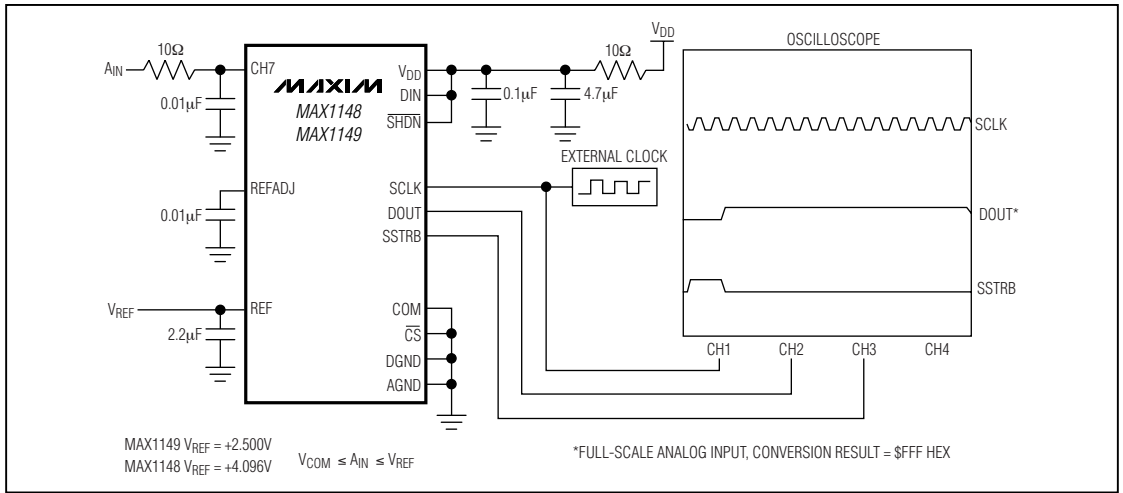 AIN
10Ω
0.01µF
CH7
MAXIM
MAX1148
MAX1149
REFADJ
0.01µF
VREF
REF
2.2µF
VDD
DIN
SHDN
SCLK
DOUT
SSTRB
COM
CS
DGND
AGND
0.1µF
4.7µF
10Ω
VDD
EXTERNAL CLOCK
OSCILLOSCOPE
SCLK
DOUT*
SSTRB
CH1 CH2 CH3 CH4
MAX1149 VREF = +2.500V
MAX1148 VREF = +4.096V
VCOM ≤ AIN ≤ VREF
*FULL-SCALE ANALOG INPUT, CONVERSION RESULT = $FFF HEX